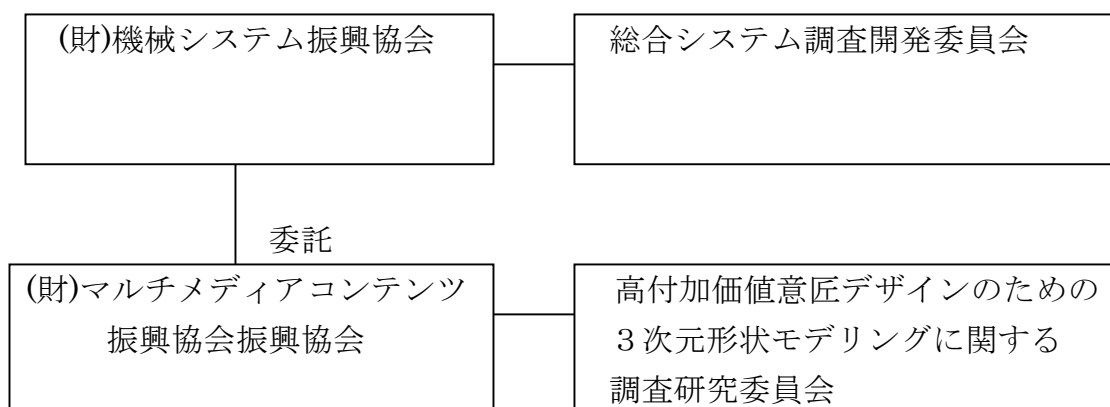 (財)機械システム振興協会
総合システム調査開発委員会
委託
(財)マルチメディアコンテンツ
振興協会振興協会
高付加価値意匠デザインのための
３次元形状モデリングに関する
調査研究委員会